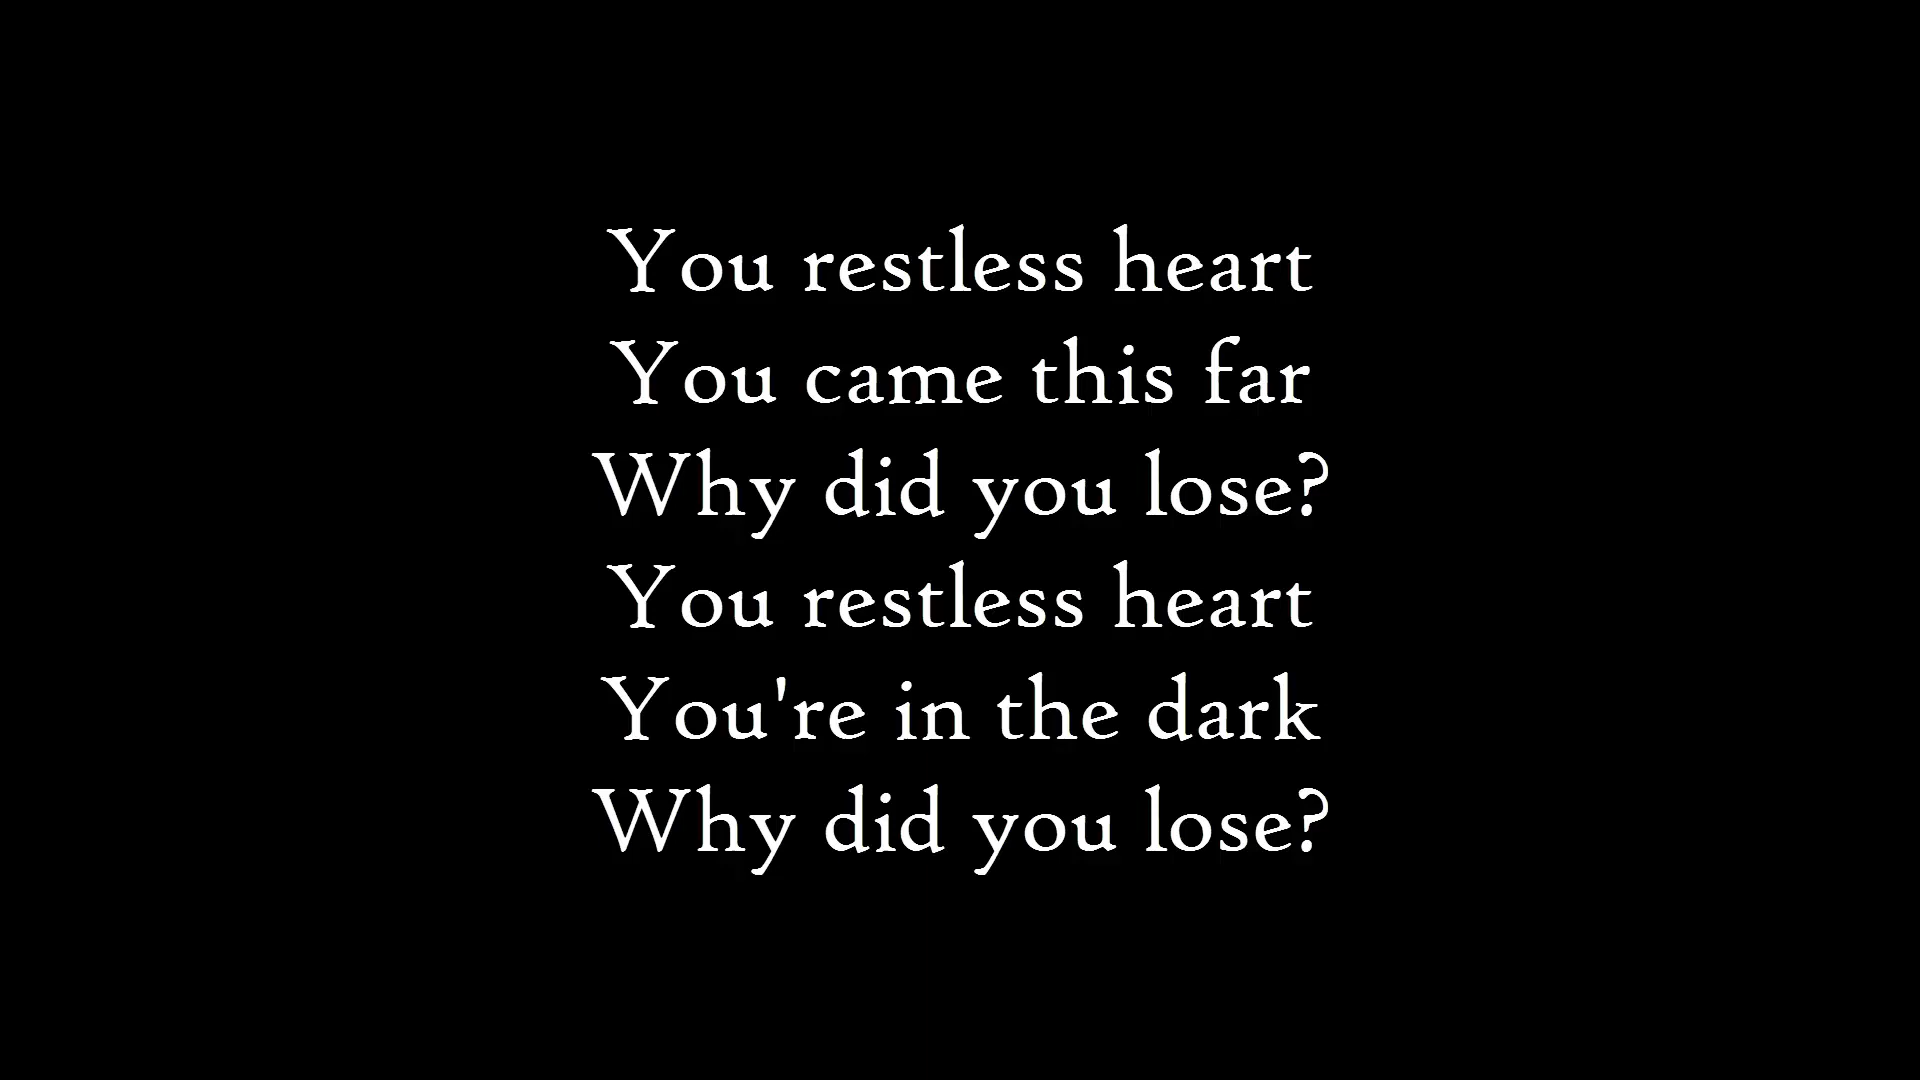 You restless heart
You came this far
Why did you lose?
You restless heart
You're in the dark
Why did you lose?